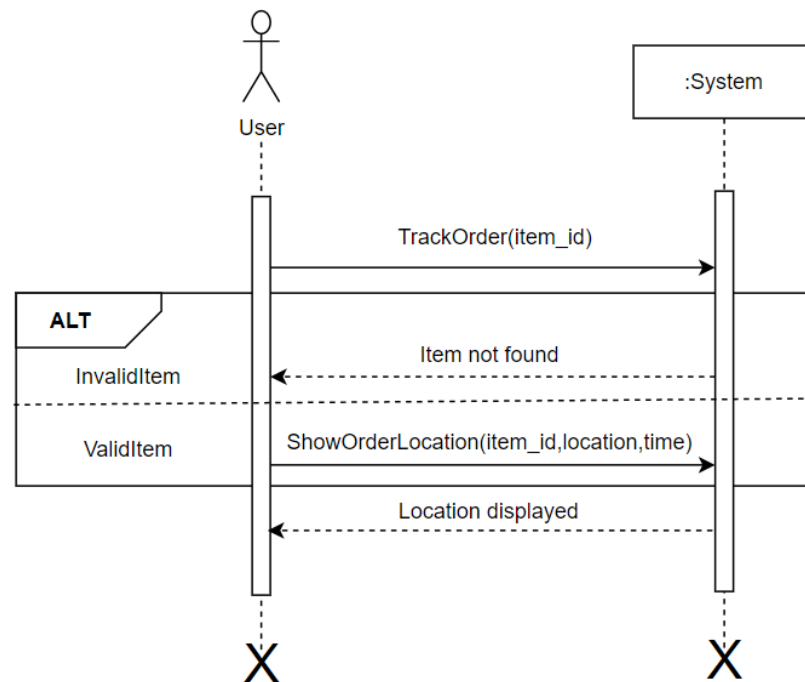 :System
User
TrackOrder(item_id)
ALT
Item not found
InvalidItem
ShowOrderLocation(item_id,location,time)
ValidItem
Location displayed
X
X